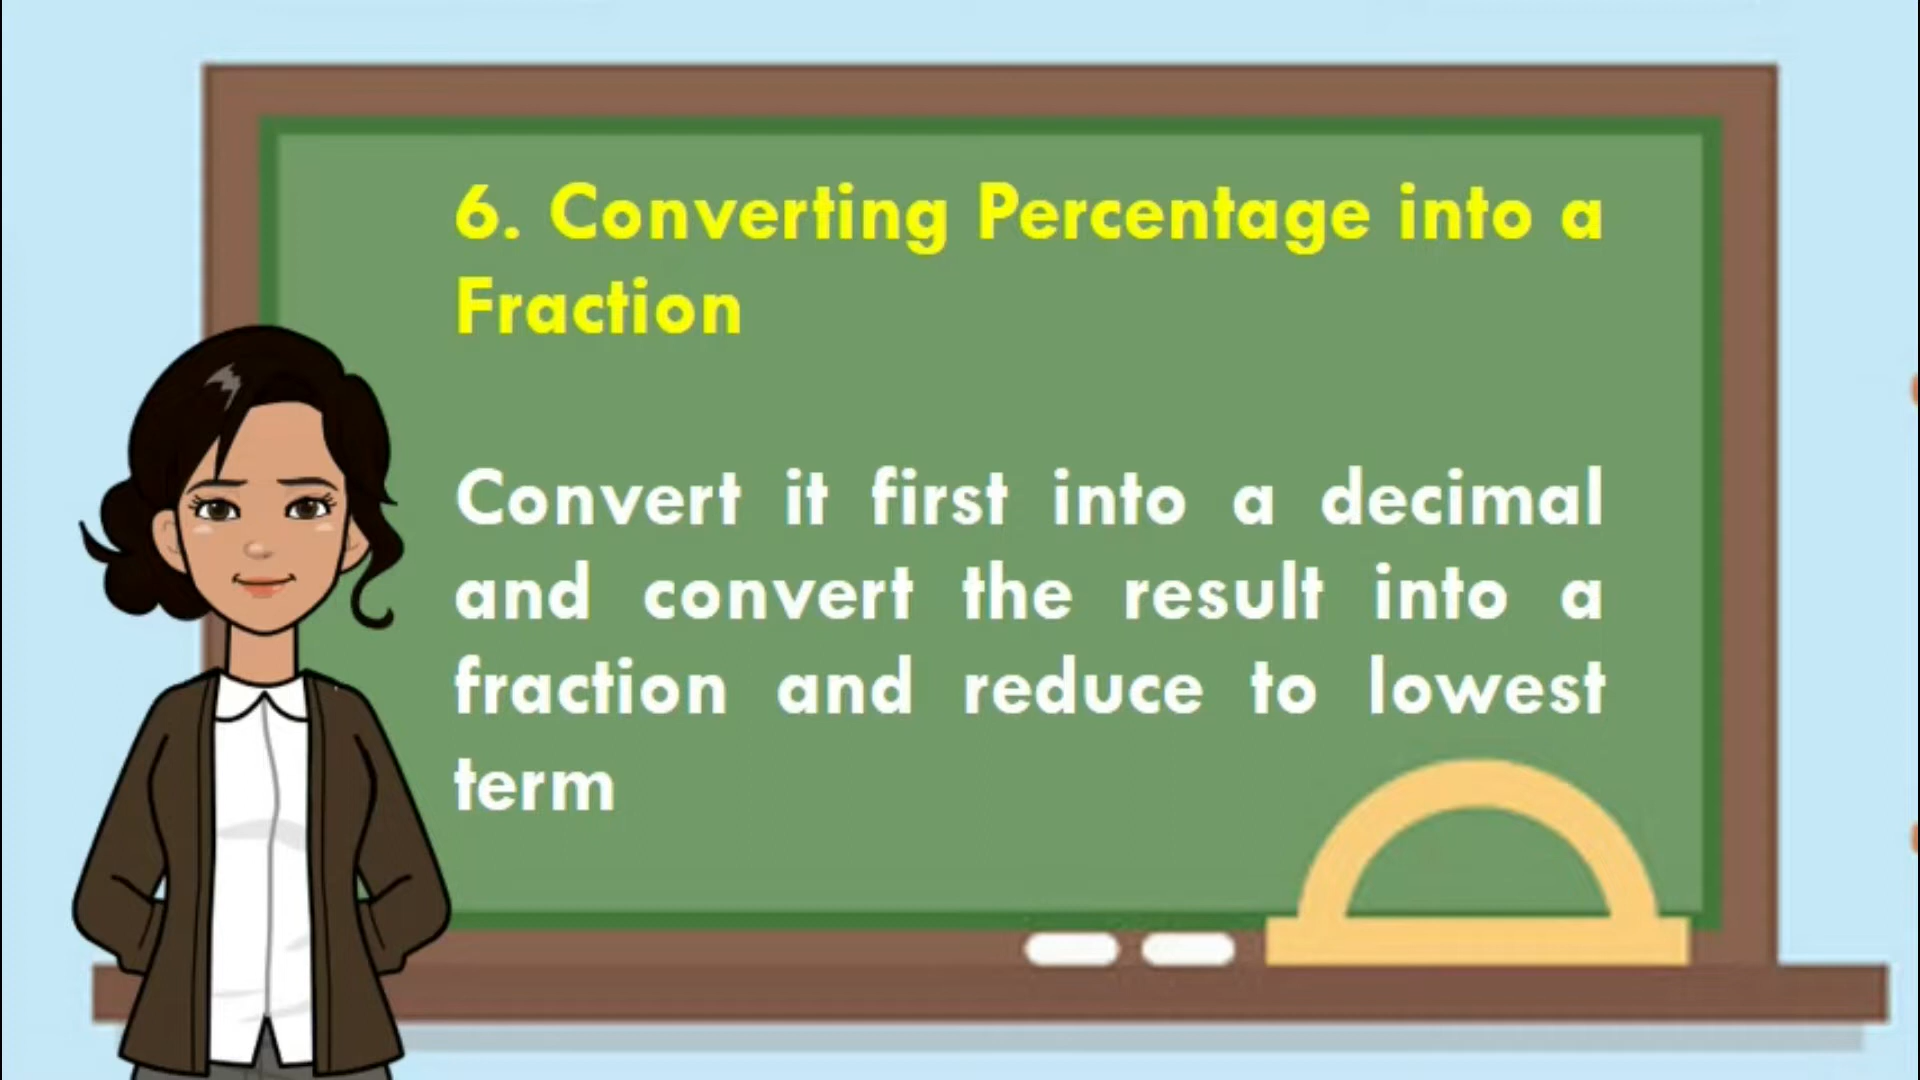 6. Converting Percentage into a
Fraction
Convert it first into a decimal
and convert the result into a
fraction and reduce to lowest
term